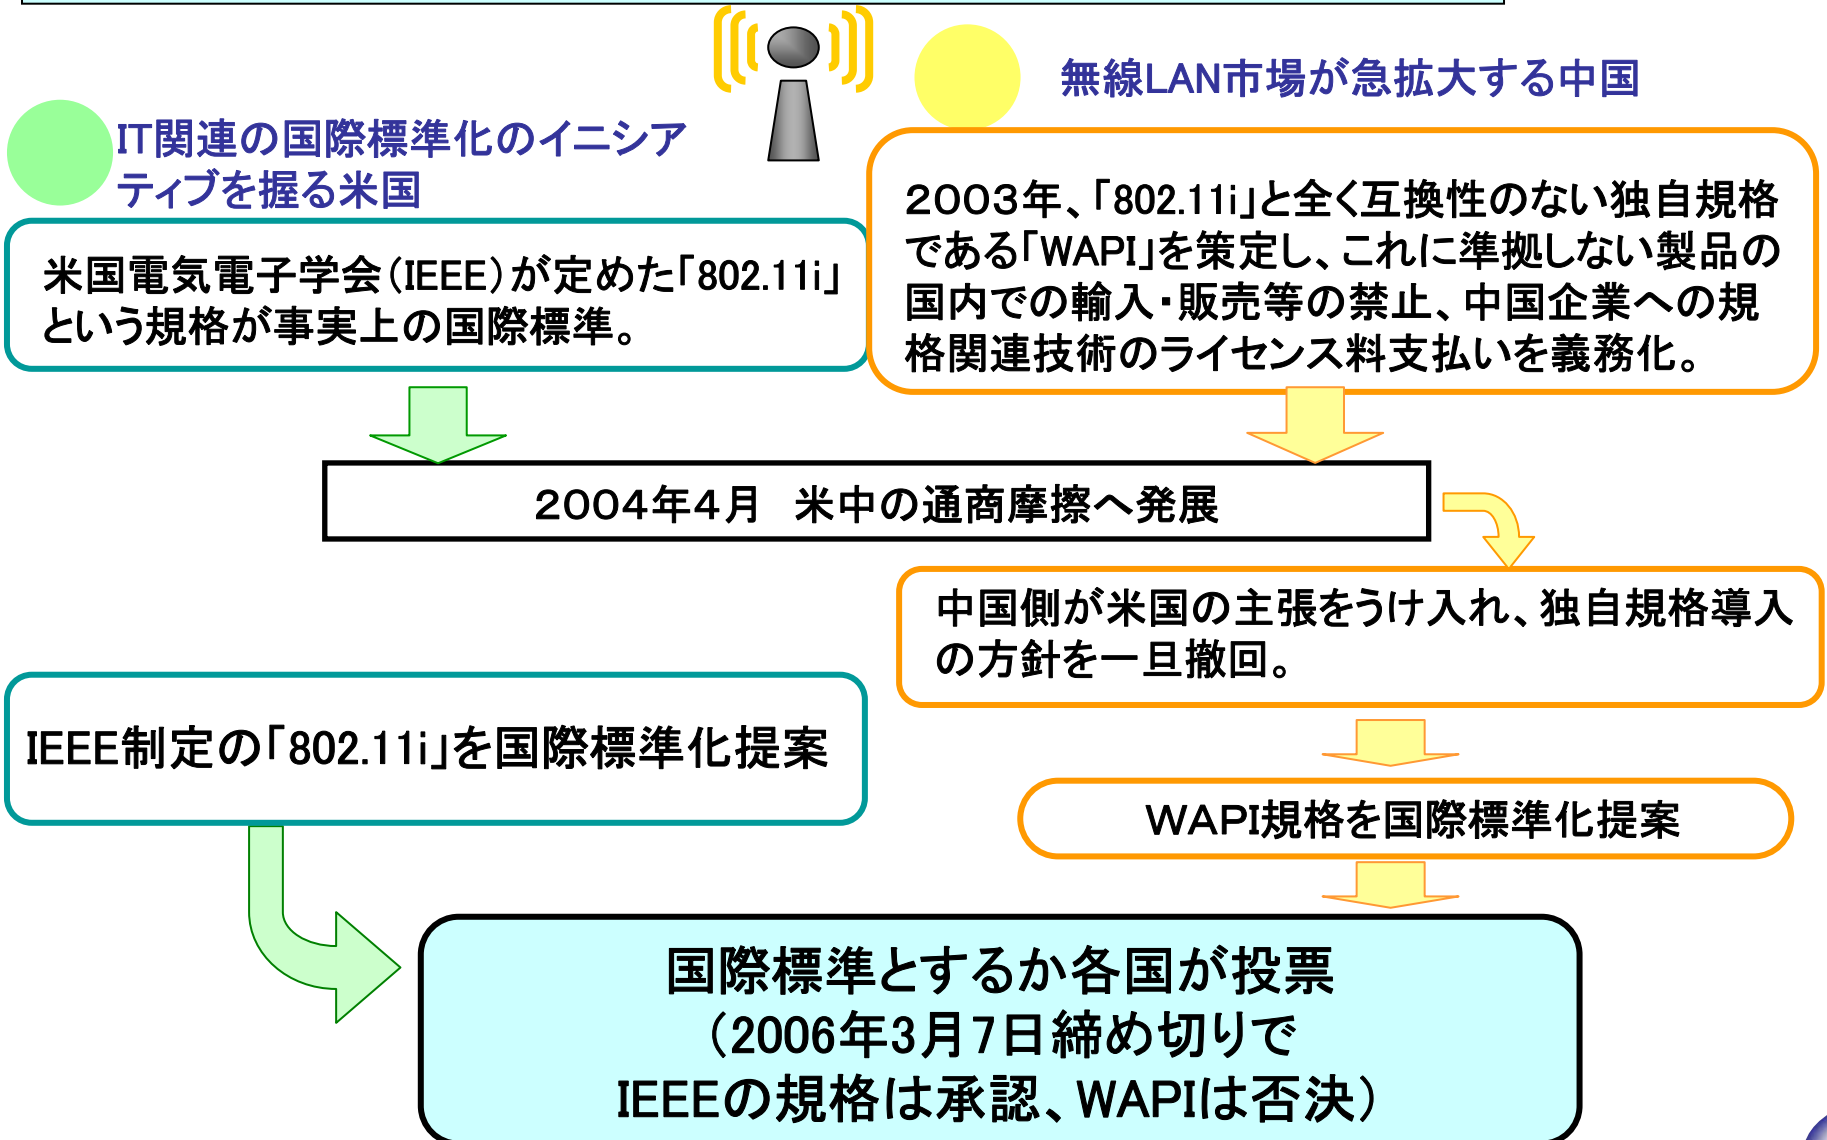 無線LAN市場が急拡大する中国
IT関連の国際標準化のイニシア
ティブを握る米国
２００３年、「802.11i」と全く互換性のない独自規格
である「WAPI」を策定し、これに準拠しない製品の
国内での輸入・販売等の禁止、中国企業への規
格関連技術のライセンス料支払いを義務化。
米国電気電子学会（IEEE）が定めた「802.11i」
という規格が事実上の国際標準。
２００４年４月　米中の通商摩擦へ発展
中国側が米国の主張をうけ入れ、独自規格導入
の方針を一旦撤回。
IEEE制定の「802.11i」を国際標準化提案
ＷＡＰＩ規格を国際標準化提案
国際標準とするか各国が投票
（2006年3月7日締め切りで
IEEEの規格は承認、WAPIは否決）